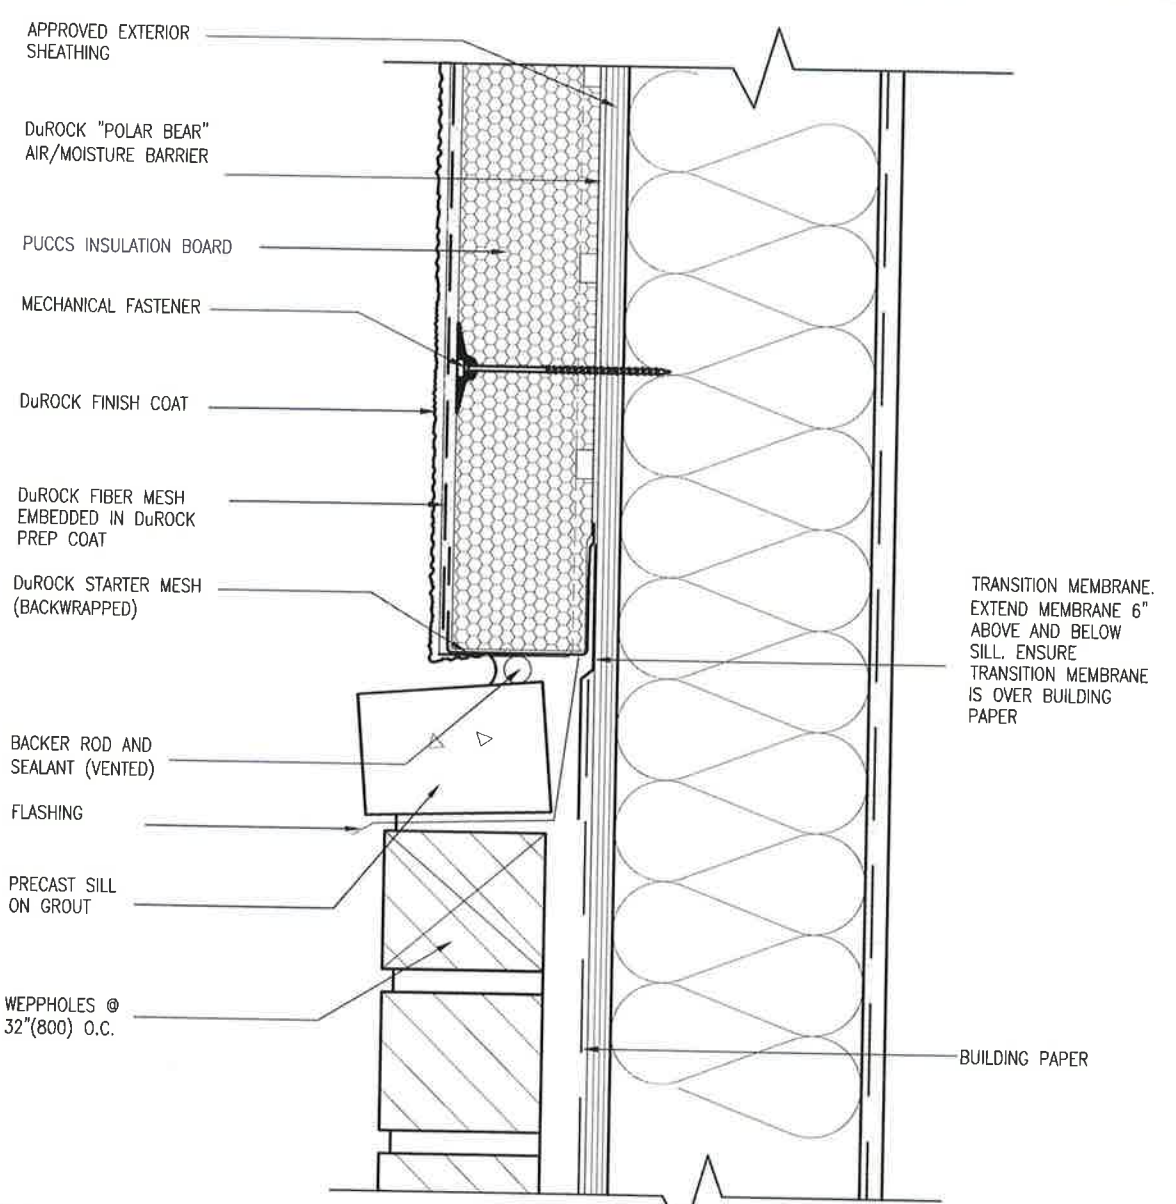 APPROVED EXTERIOR
SHEATHING
DuROCK "POLAR BEAR"
AIR/MOISTURE BARRIER
PUCCS INSULATION BOARD
MECHANICAL FASTENER
DuROCK FINISH COAT
DuROCK FIBER MESH
EMBEDDED IN DuROCK
PREP COAT
DuROCK STARTER MESH
(BACKWRAPPED)
TRANSITION MEMBRANE.
EXTEND MEMBRANE 6"
ABOVE AND BELOW
SILL. ENSURE
TRANSITION MEMBRANE
IS OVER BUILDING
PAPER
BACKER ROD AND
SEALANT (VENTED)
FLASHING
PRECAST SILL
ON GROUT
WEPPHOLES @
32"(800) O.C.
BUILDING PAPER